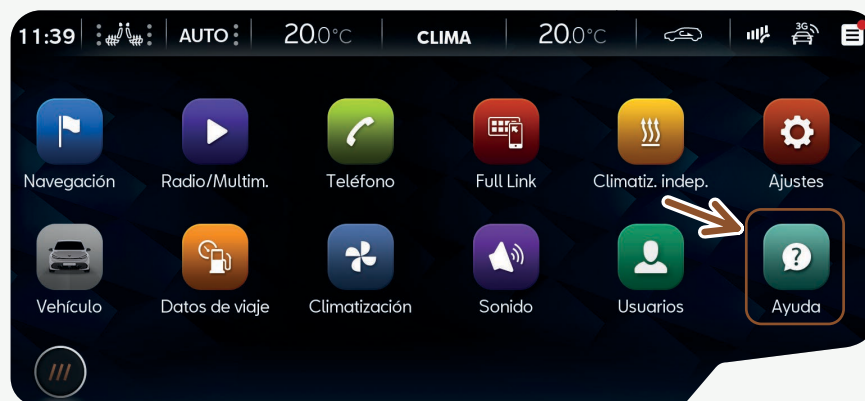 11:39 AUTO 20.0°C CLIMA 20.0°C 3G
Navegación Radio/Multim. Teléfono Full Link Climatiz. indep. Ajustes
Vehículo Datos de viaje Climatización Sonido Usuarios Ayuda